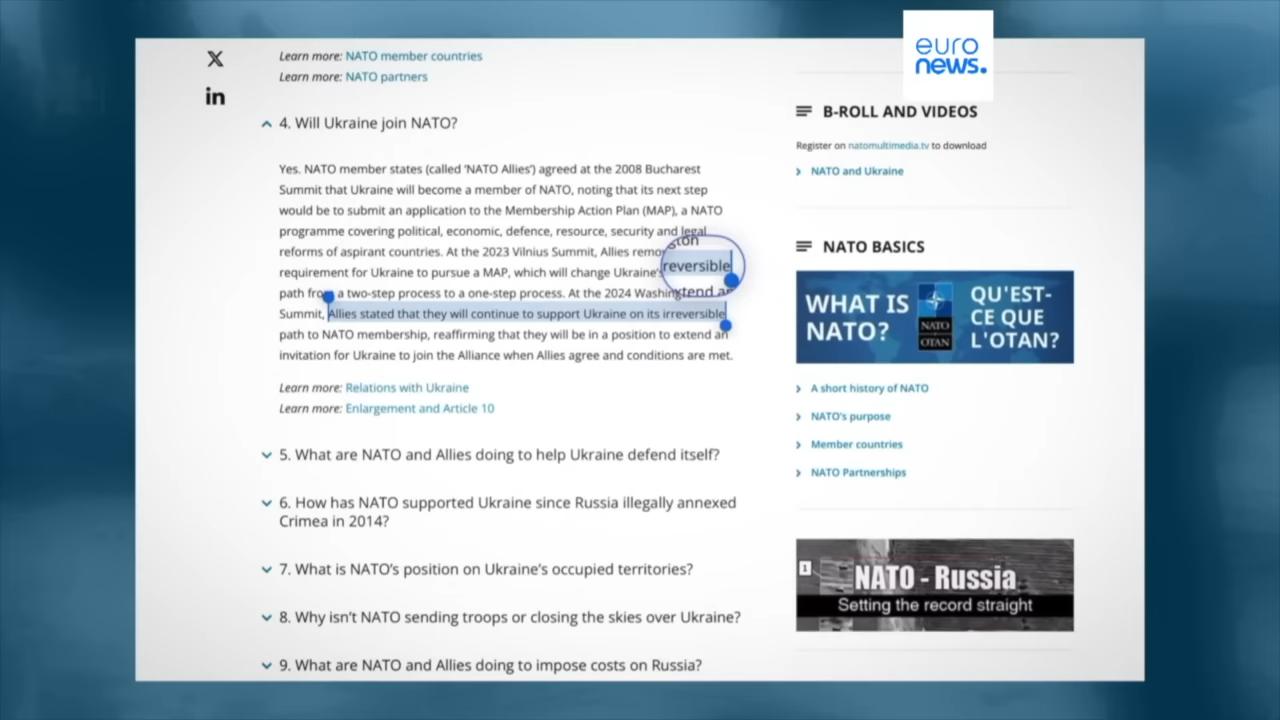 euro
news.
Learn more: NATO member countries
Learn more: NATO partners
4. Will Ukraine join NATO?
Yes. NATO member states (called ‘NATO Allies’) agreed at the 2008 Bucharest
Summit that Ukraine will become a member of NATO, noting that its next step
would be to submit an application to the Membership Action Plan (MAP), a NATO
programme covering political, economic, defence, resource, security and legal
reforms of aspirant countries. At the 2023 Vilnius Summit, Allies
requirement for Ukraine to pursue a MAP, which will change Ukraine’s
path from a two-step process to a one-step process. At the 2024
Summit, Allies stated that they will continue to support Ukraine on its irreversible
path to NATO membership, reaffirming that they will be in a position to extend an
invitation for Ukraine to join the Alliance when Allies agree and conditions are met.
reversible
Learn more: Relations with Ukraine
Learn more: Enlargement and Article 10
5. What are NATO and Allies doing to help Ukraine defend itself?
6. How has NATO supported Ukraine since Russia illegally annexed
Crimea in 2014?
7. What is NATO’s position on Ukraine’s occupied territories?
8. Why isn’t NATO sending troops or closing the skies over Ukraine?
9. What are NATO and Allies doing to impose costs on Russia?
B-ROLL AND VIDEOS
Register on natomultimedia.tv to download
NATO and Ukraine
NATO BASICS
WHAT IS
NATO?
NATO
OTAN
QU'EST-
CE QUE
L'OTAN?
A short history of NATO
NATO’s purpose
Member countries
NATO Partnerships
1
NATO - Russia
Setting the record straight